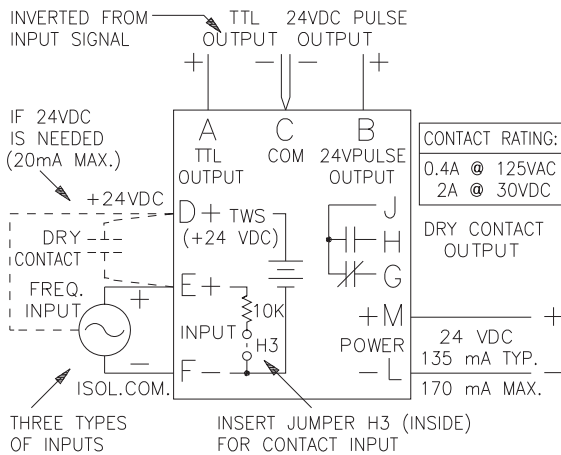 INVERTED FROM
INPUT SIGNAL
TTL
OUTPUT
24VDC PULSE
OUTPUT
+
−
−
+
IF 24VDC
IS NEEDED
(20mA MAX.)
A
TTL
OUTPUT
C
COM
B
24VPULSE
OUTPUT
CONTACT RATING:
0.4A @ 125VAC
2A @ 30VDC
+24VDC
D+
TWS
(+24 VDC)
J
H
G
DRY CONTACT
OUTPUT
DRY
CONTACT
FREQ.
INPUT
+
E+
10K
INPUT
H3
+M
+
POWER
24 VDC
135 mA TYP.
−
ISOL.COM.
F−
−L
−
170 mA MAX.
THREE TYPES
OF INPUTS
INSERT JUMPER H3 (INSIDE)
FOR CONTACT INPUT